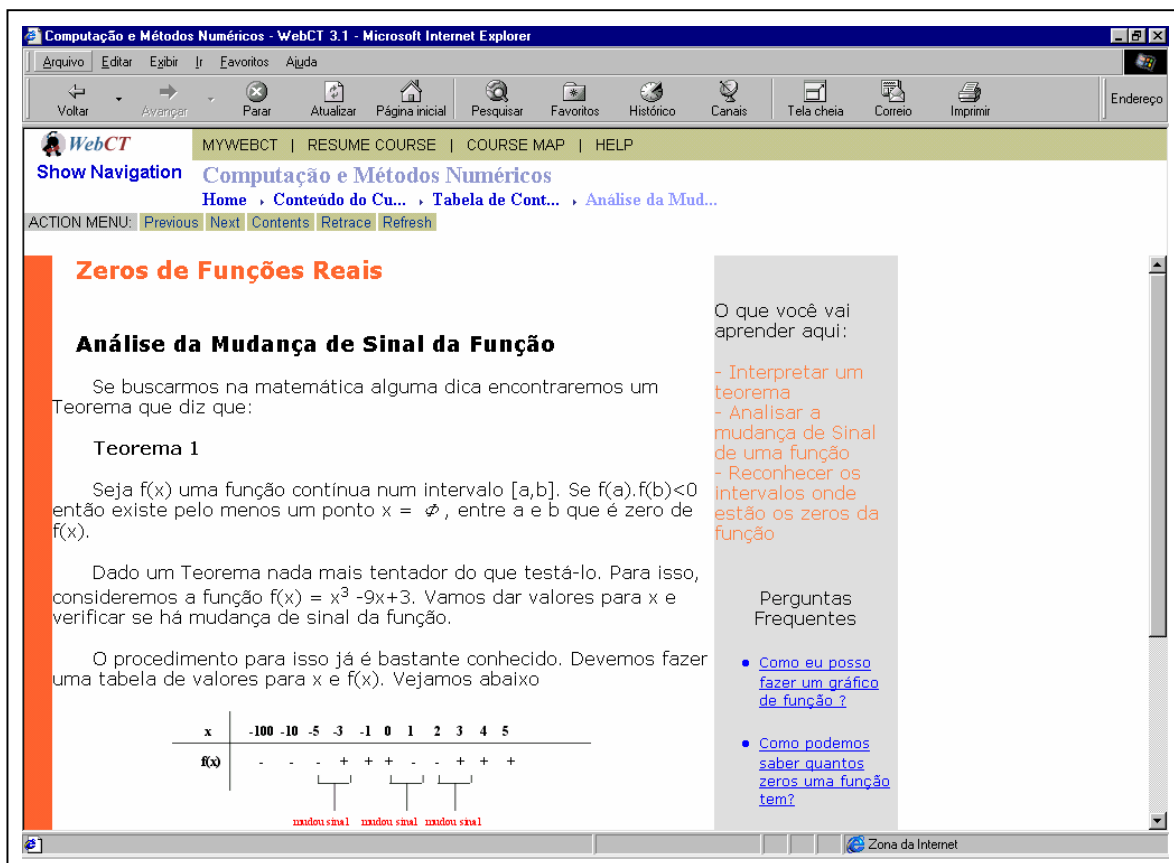 Computação e Métodos Numéricos - WebCT 3.1 - Microsoft Internet Explorer
Arquivo Editar Exibir Ir Favoritos Ajuda
Voltar Avançar Parar Atualizar Página inicial Pesquisar Favoritos Histórico Canais Tela cheia Correio Imprimir Endereço
WebCT MYWEBCT | RESUME COURSE | COURSE MAP | HELP
Show Navigation Computação e Métodos Numéricos
Home › Conteúdo do Cu... › Tabela de Cont... › Análise da Mud...
ACTION MENU: Previous Next Contents Retrace Refresh
Zeros de Funções Reais
Análise da Mudança de Sinal da Função
Se buscarmos na matemática alguma dica encontraremos um
Teorema que diz que:
Teorema 1
Seja f(x) uma função contínua num intervalo [a,b]. Se f(a).f(b)<0
então existe pelo menos um ponto x = Φ , entre a e b que é zero de
f(x).
Dado um Teorema nada mais tentador do que testá-lo. Para isso,
consideremos a função f(x) = x³ -9x+3. Vamos dar valores para x e
verificar se há mudança de sinal da função.
O procedimento para isso já é bastante conhecido. Devemos fazer
uma tabela de valores para x e f(x). Vejamos abaixo
x -100 -10 -5 -3 -1 0 1 2 3 4 5
f(x) - - - + + + - - + + +
mudou sinal mudou sinal mudou sinal
O que você vai
aprender aqui:
- Interpretar um
teorema
- Analisar a
mudança de Sinal
de uma função
- Reconhecer os
intervalos onde
estão os zeros da
função
Perguntas
Frequentes
• Como eu posso
fazer um gráfico
de função ?
• Como podemos
saber quantos
zeros uma função
tem?
Zona da Internet